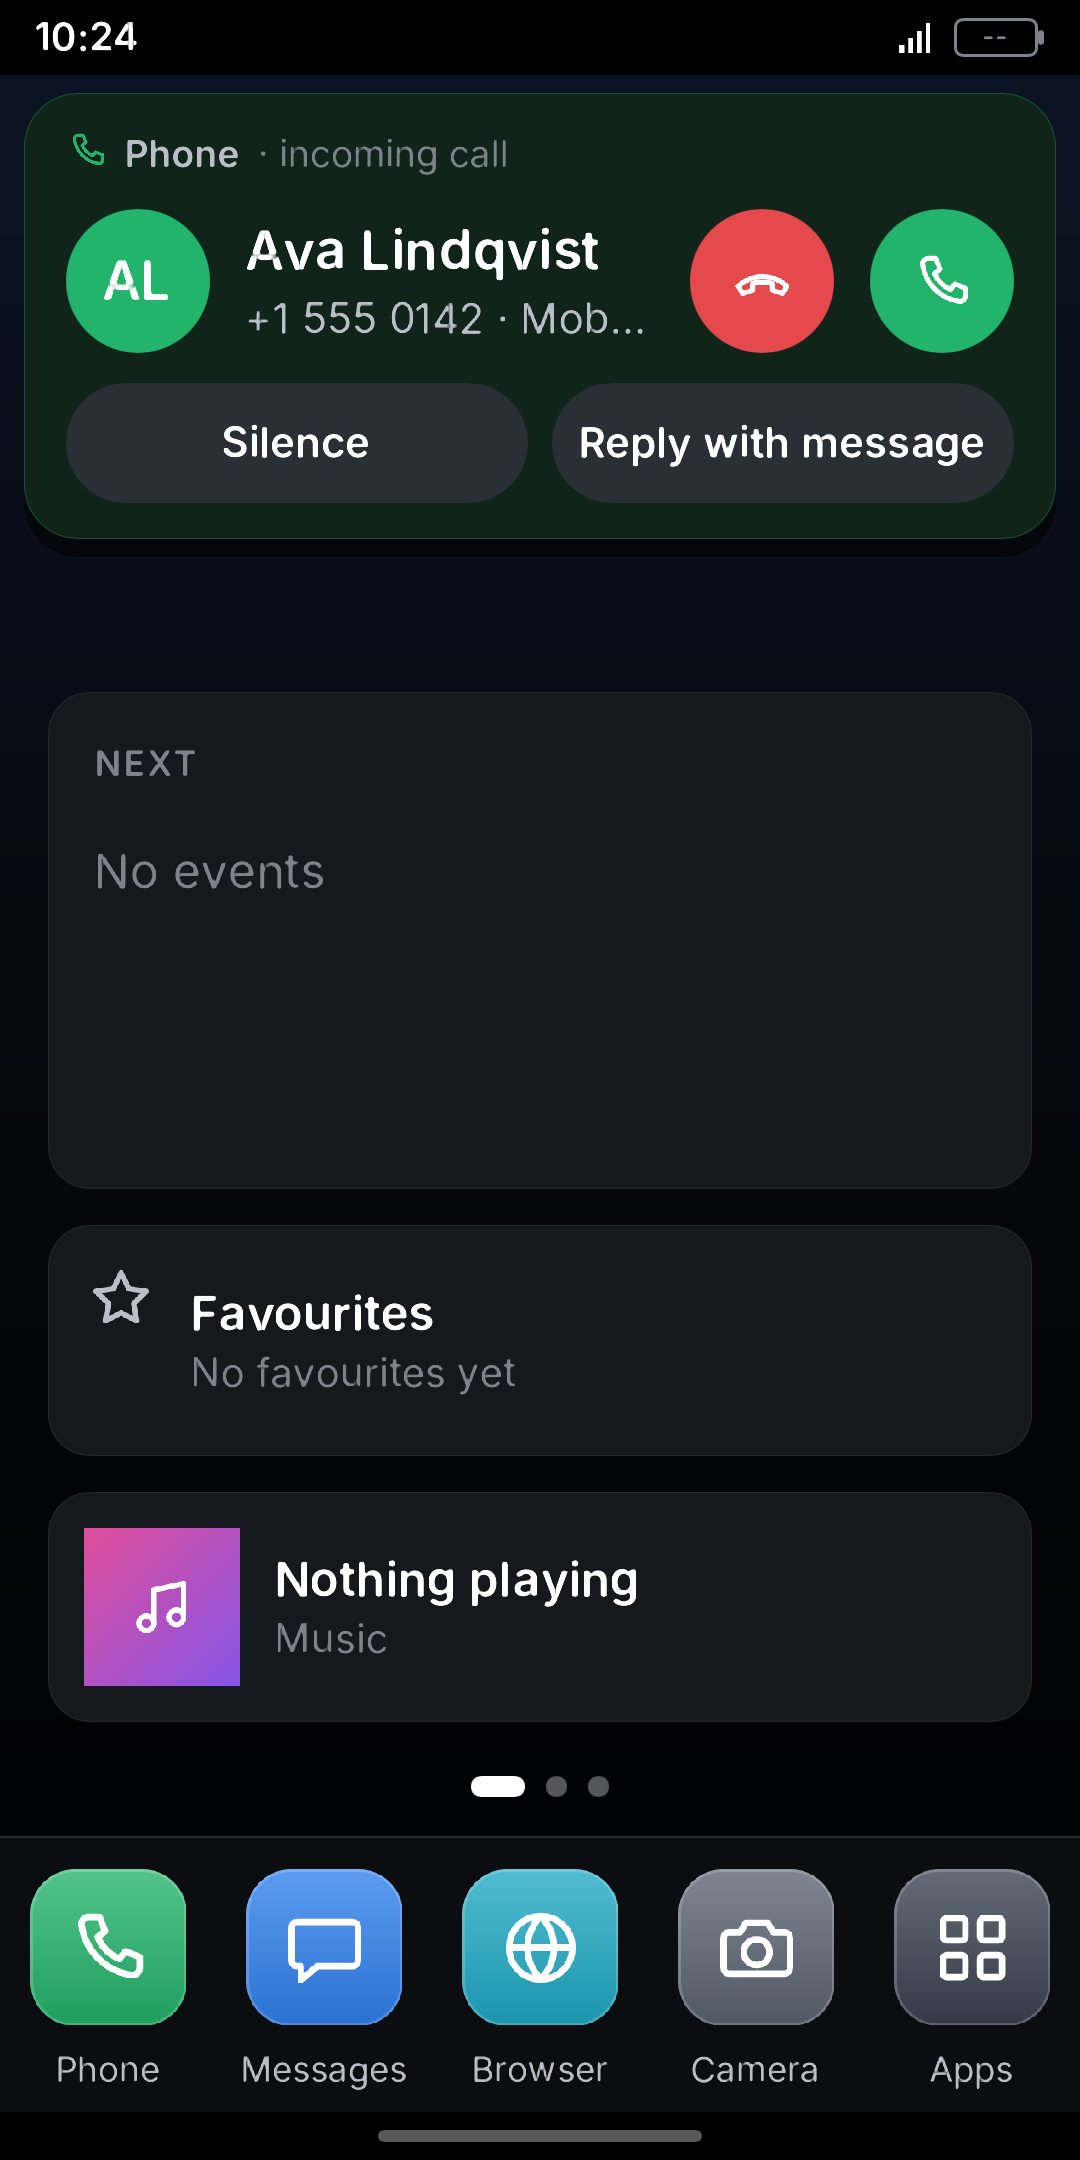 10:24
--
Phone · incoming call
AL
Ava Lindqvist
+1 555 0142 · Mob...
Silence
Reply with message
NEXT
No events
Favourites
No favourites yet
Nothing playing
Music
Phone
Messages
Browser
Camera
Apps